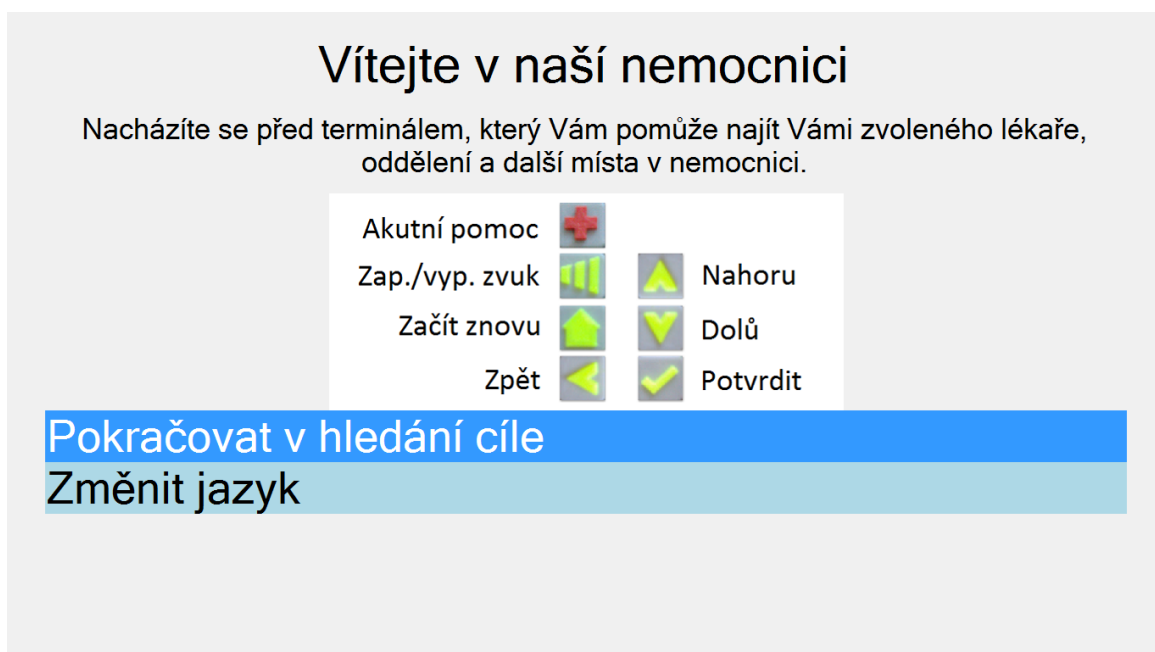 Vítejte v naší nemocnici
Nacházíte se před terminálem, který Vám pomůže najít Vámi zvoleného lékaře,
oddělení a další místa v nemocnici.
Akutní pomoc
Zap./vyp. zvuk
Nahoru
Začít znovu
Dolů
Zpět
Potvrdit
Pokračovat v hledání cíle
Změnit jazyk